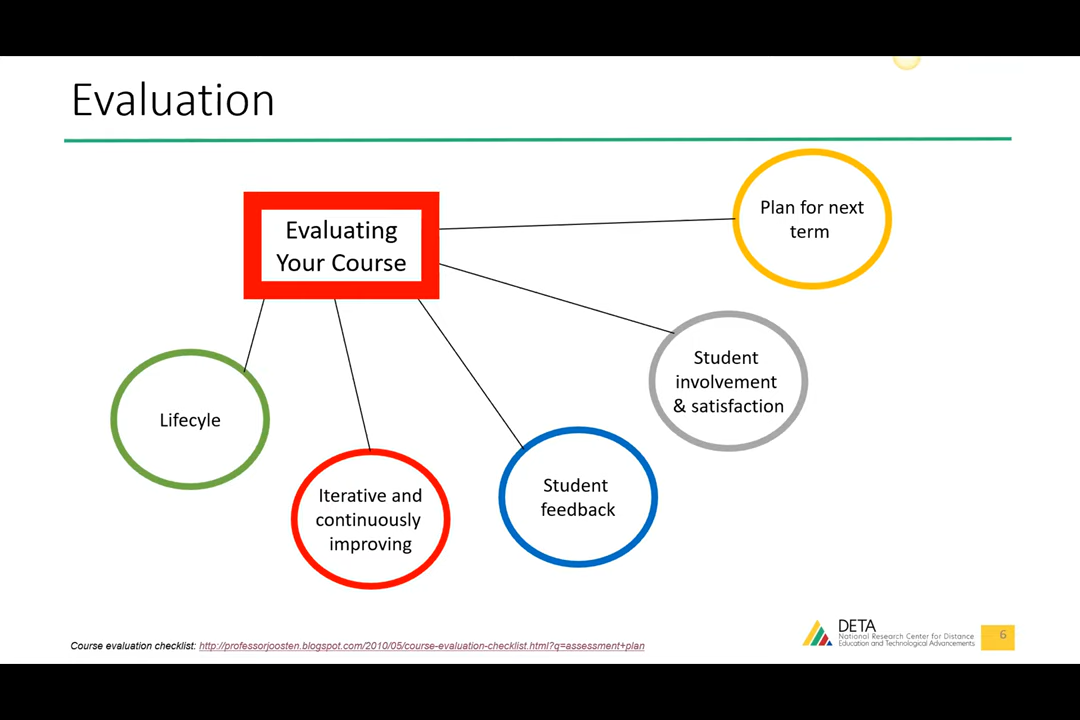 Evaluation
Evaluating
Your Course
Plan for next
term
Student
involvement
& satisfaction
Lifecyle
Iterative and
continuously
improving
Student
feedback
Course evaluation checklist: http://professorjoosten.blogspot.com/2010/05/course-evaluation-checklist.html?q=assessment+plan
DETA
National Research Center for Distance
Education and Technological Advancements
6